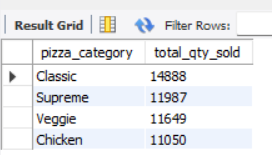 Result Grid Filter Rows:
pizza_category total_qty_sold
Classic 14888
Supreme 11987
Veggie 11649
Chicken 11050